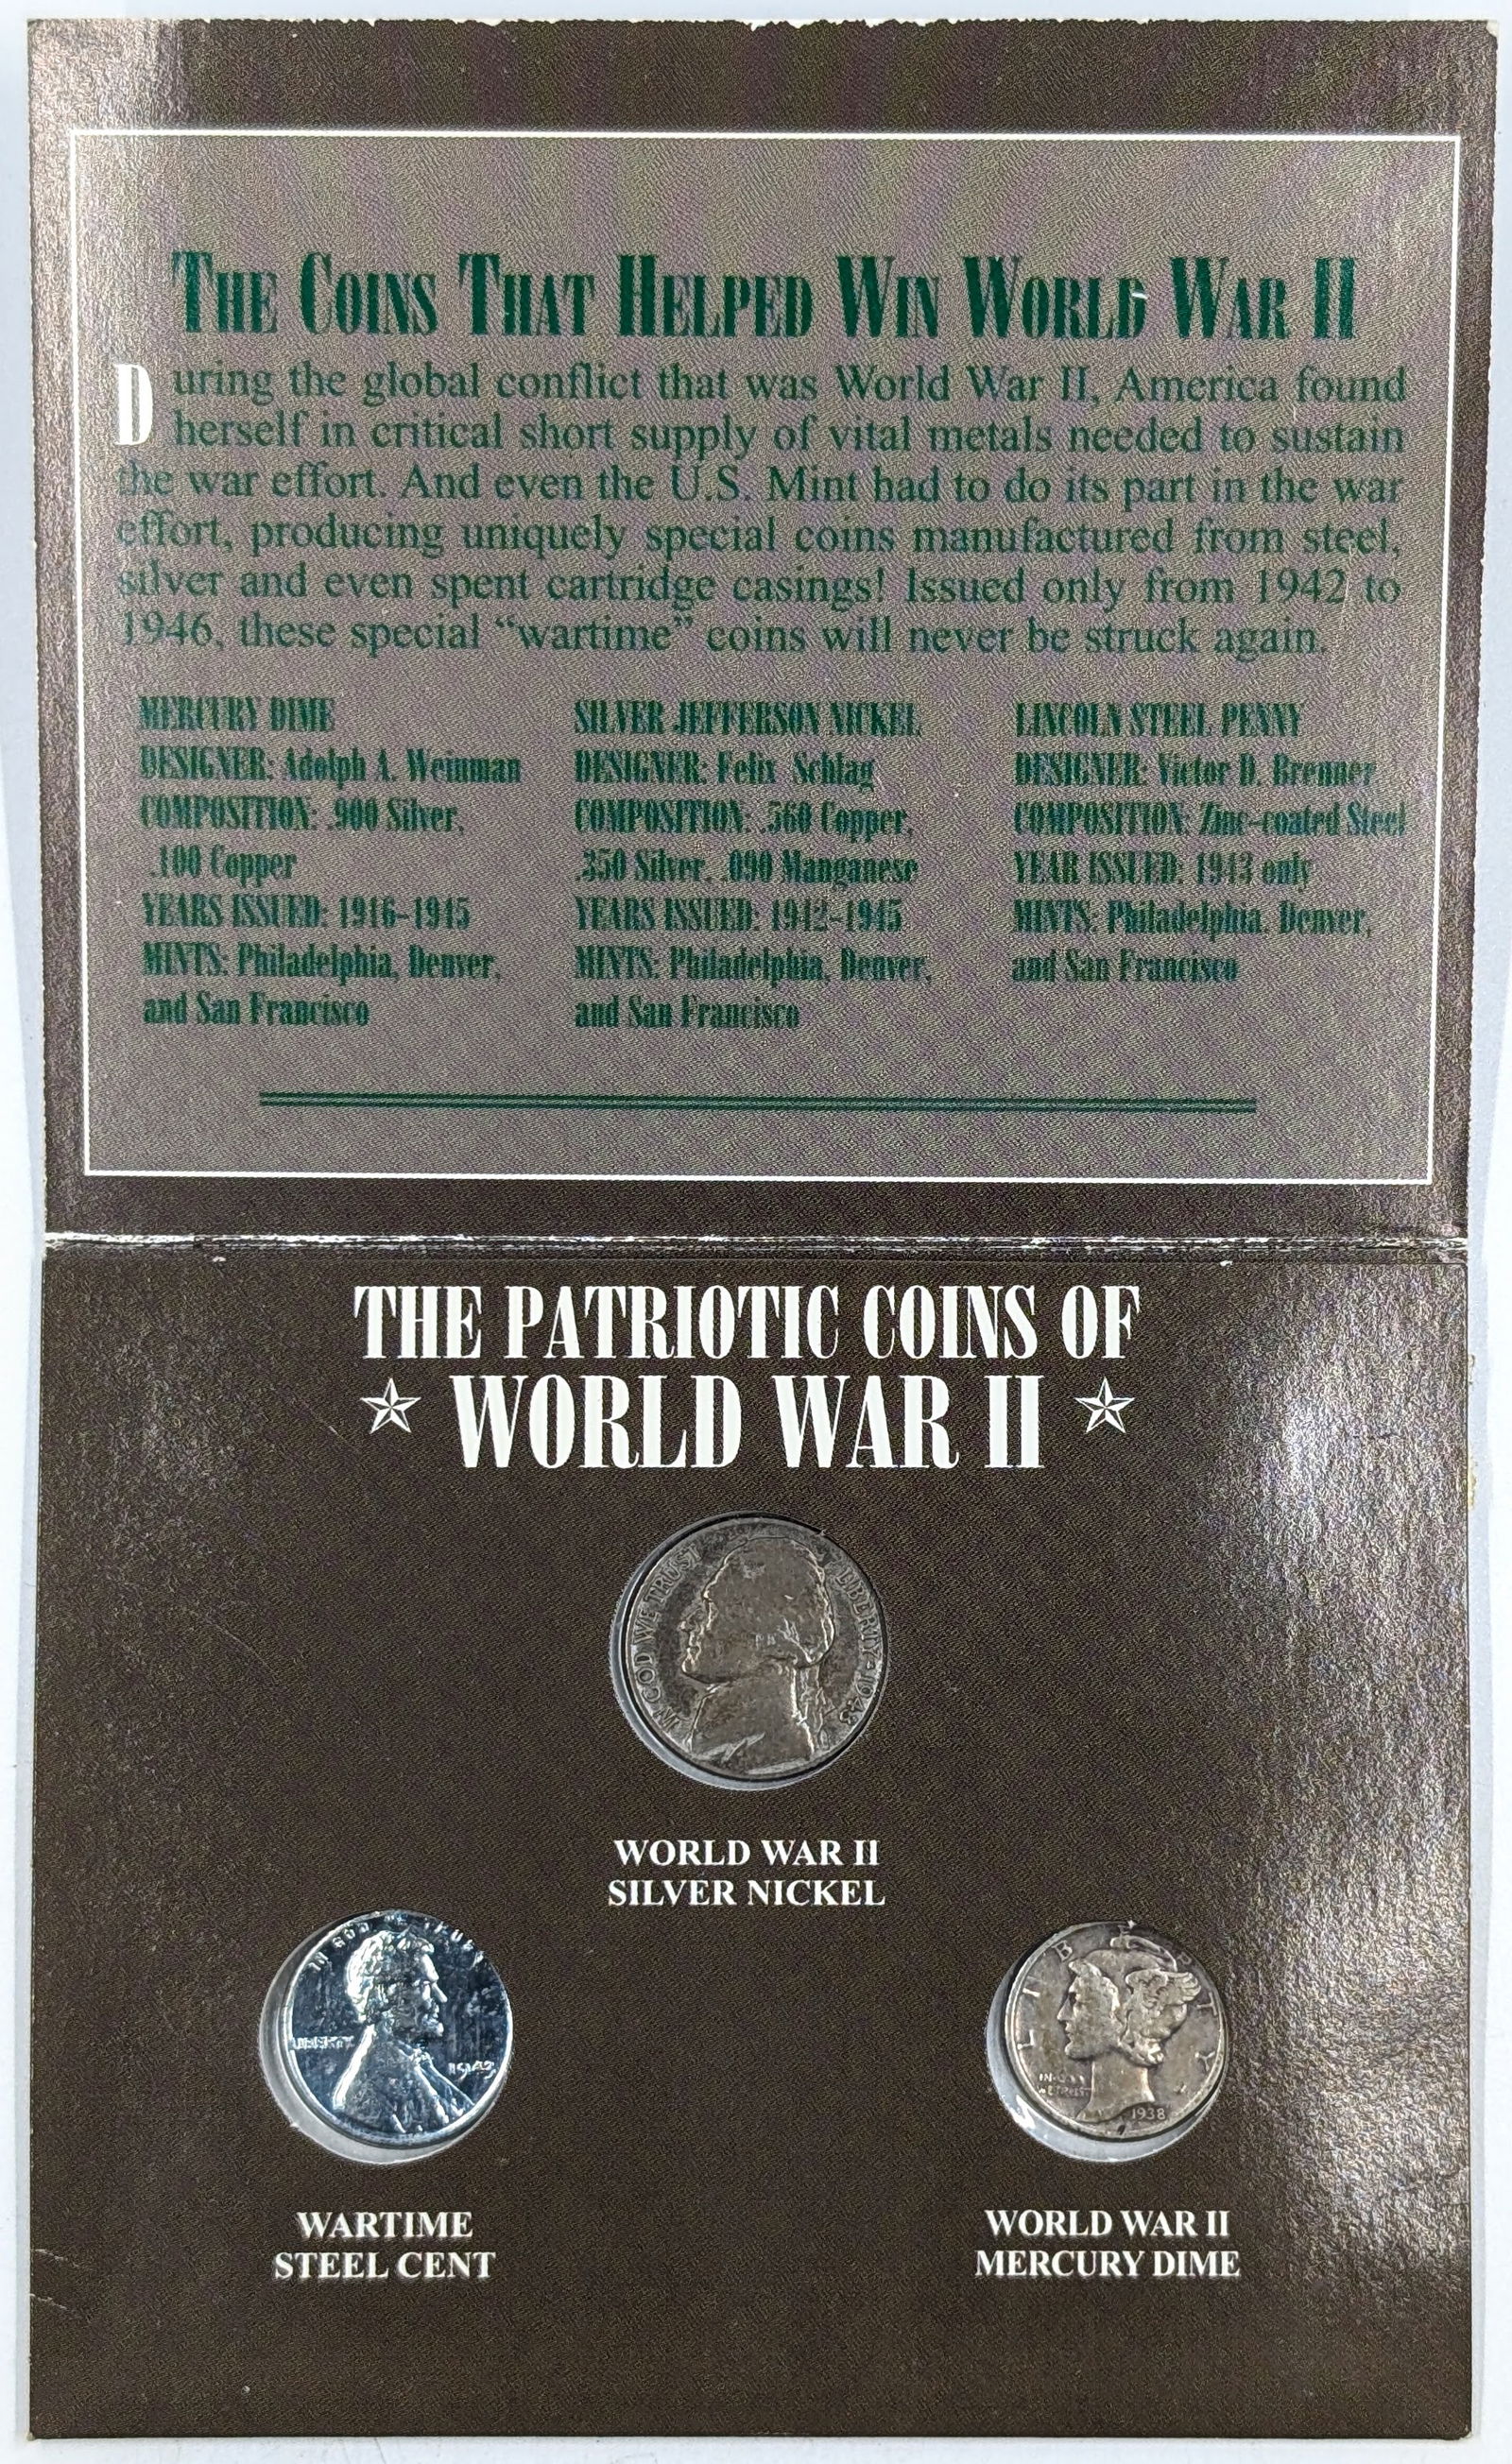 THE COINS THAT HELPED WIN WORLD WAR II
During the global conflict that was World War II, America found
herself in critical short supply of vital metals needed to sustain
the war effort. And even the U.S. Mint had to do its part in the war
effort, producing uniquely special coins manufactured from steel,
silver and even spent cartridge casings! Issued only from 1942 to
1946, these special “wartime” coins will never be struck again.
MERCURY DIME
DESIGNER: Adolph A. Weinman
COMPOSITION: .900 Silver,
.100 Copper
YEARS ISSUED: 1916-1945
MINTS: Philadelphia, Denver,
and San Francisco
SILVER JEFFERSON NICKEL
DESIGNER: Felix Schlag
COMPOSITION: .560 Copper,
.350 Silver, .090 Manganese
YEARS ISSUED: 1942-1945
MINTS: Philadelphia, Denver,
and San Francisco
LINCOLN STEEL PENNY
DESIGNER: Victor D. Brenner
COMPOSITION: Zinc-coated Steel
YEAR ISSUED: 1943 only
MINTS: Philadelphia, Denver,
and San Francisco
THE PATRIOTIC COINS OF
WORLD WAR II
IN GOD WE TRUST LIBERTY 1943
WORLD WAR II
SILVER NICKEL
IN GOD WE TRUST
LIBERTY
1943
WARTIME
STEEL CENT
LIBERTY
IN
WE TRUST
1938
WORLD WAR II
MERCURY DIME